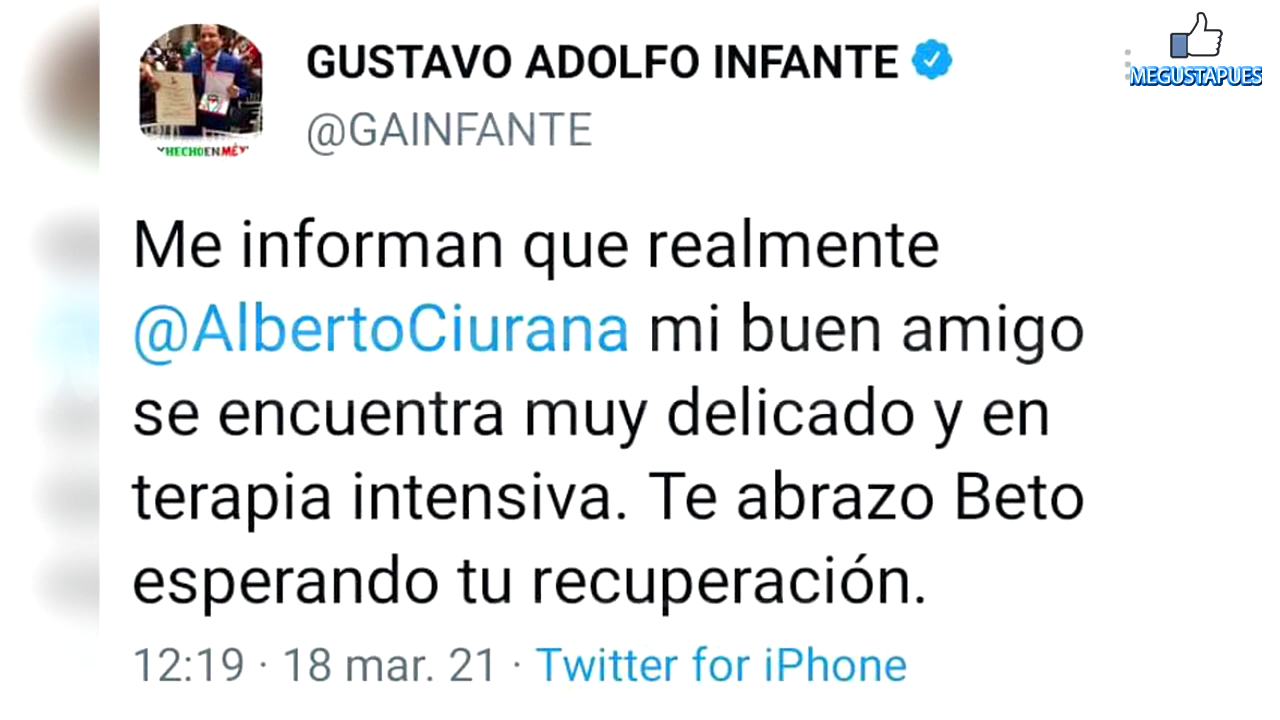 GUSTAVO ADOLFO INFANTE
@GAINFANTE
MEGUSTAPUES
Me informan que realmente
@AlbertoCiurana mi buen amigo
se encuentra muy delicado y en
terapia intensiva. Te abrazo Beto
esperando tu recuperación.
12:19 · 18 mar. 21 · Twitter for iPhone